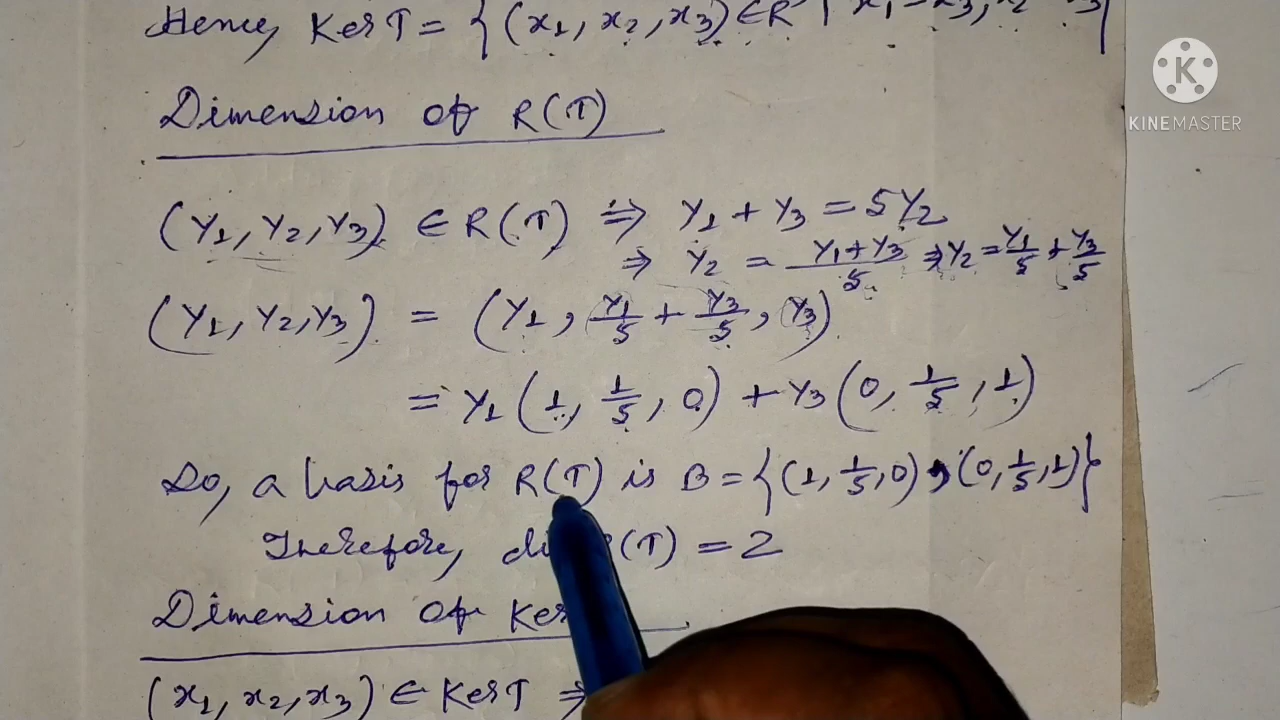 Hence, Ker T = { (x₁, x₂, x₃) ∈ R
Dimension of R(T)
(Y₁, Y₂, Y₃) ∈ R(T) ⇒ Y₁ + Y₃ = 5Y₂
⇒ Y₂ = (Y₁+Y₃)/5 ⇒ Y₂ = Y₁/5 + Y₃/5
(Y₁, Y₂, Y₃) = (Y₁, Y₁/5 + Y₃/5, Y₃)
= Y₁(1, 1/5, 0) + Y₃(0, 1/5, 1)
So, a basis for R(T) is B = {(1, 1/5, 0), (0, 1/5, 1)}
Therefore, di (T) = 2
Dimension of Ker
(x₁, x₂, x₃) ∈ Ker T ⇒
KINEMASTER